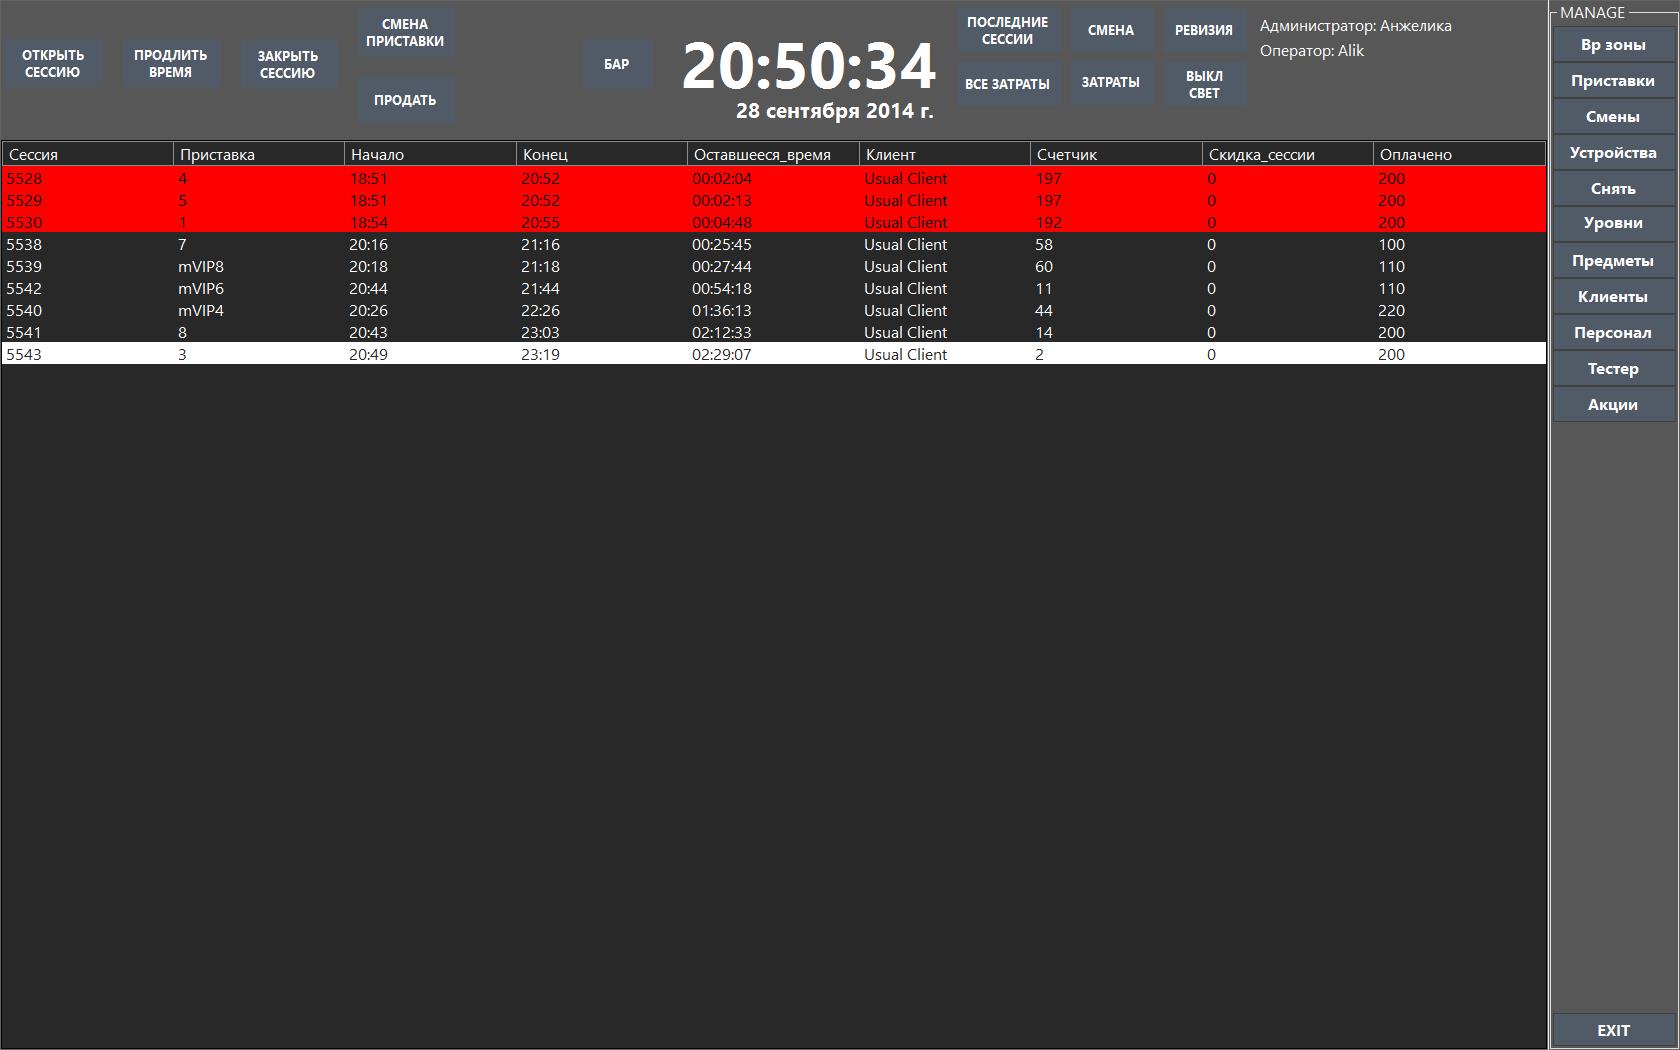 ОТКРЫТЬ
СЕССИЮ
ПРОДЛИТЬ
ВРЕМЯ
ЗАКРЫТЬ
СЕССИЮ
СМЕНА
ПРИСТАВКИ
ПРОДАТЬ
БАР
20:50:34
28 сентября 2014 г.
ПОСЛЕДНИЕ
СЕССИИ
СМЕНА
РЕВИЗИЯ
ВСЕ ЗАТРАТЫ
ЗАТРАТЫ
ВЫКЛ
СВЕТ
Администратор: Анжелика
Оператор: Alik
Сессия Приставка Начало Конец Оставшееся_время Клиент Счетчик Скидка_сессии Оплачено
5528 4 18:51 20:52 00:02:04 Usual Client 197 0 200
5529 5 18:51 20:52 00:02:13 Usual Client 197 0 200
5530 1 18:54 20:55 00:04:48 Usual Client 192 0 200
5538 7 20:16 21:16 00:25:45 Usual Client 58 0 100
5539 mVIP8 20:18 21:18 00:27:44 Usual Client 60 0 110
5542 mVIP6 20:44 21:44 00:54:18 Usual Client 11 0 110
5540 mVIP4 20:26 22:26 01:36:13 Usual Client 44 0 220
5541 8 20:43 23:03 02:12:33 Usual Client 14 0 200
5543 3 20:49 23:19 02:29:07 Usual Client 2 0 200
MANAGE
Вр зоны
Приставки
Смены
Устройства
Снять
Уровни
Предметы
Клиенты
Персонал
Тестер
Акции
EXIT